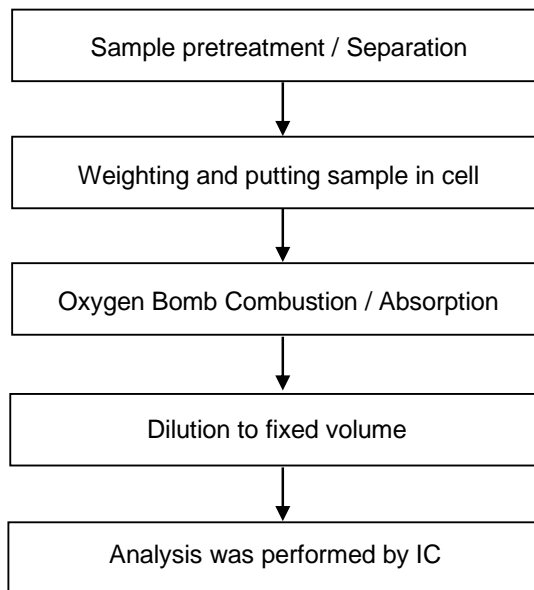 Sample pretreatment / Separation
Weighting and putting sample in cell
Oxygen Bomb Combustion / Absorption
Dilution to fixed volume
Analysis was performed by IC